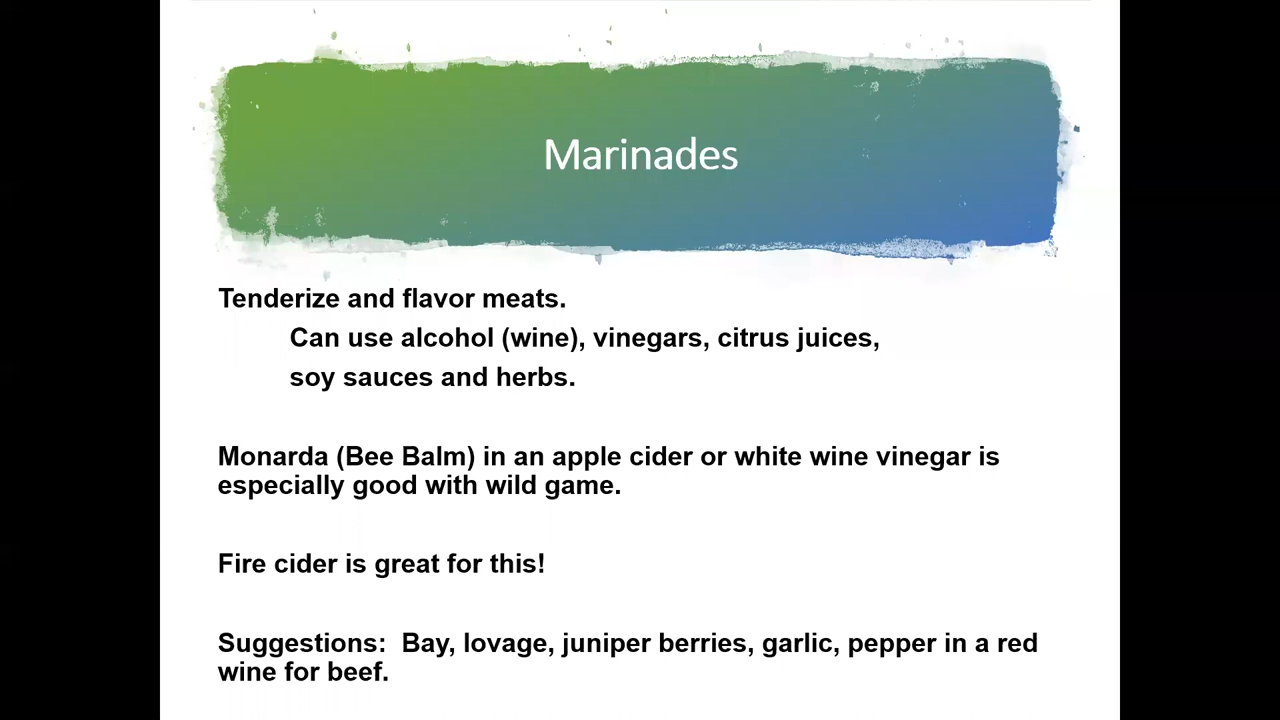 Marinades
Tenderize and flavor meats.
Can use alcohol (wine), vinegars, citrus juices,
soy sauces and herbs.
Monarda (Bee Balm) in an apple cider or white wine vinegar is
especially good with wild game.
Fire cider is great for this!
Suggestions:  Bay, lovage, juniper berries, garlic, pepper in a red
wine for beef.